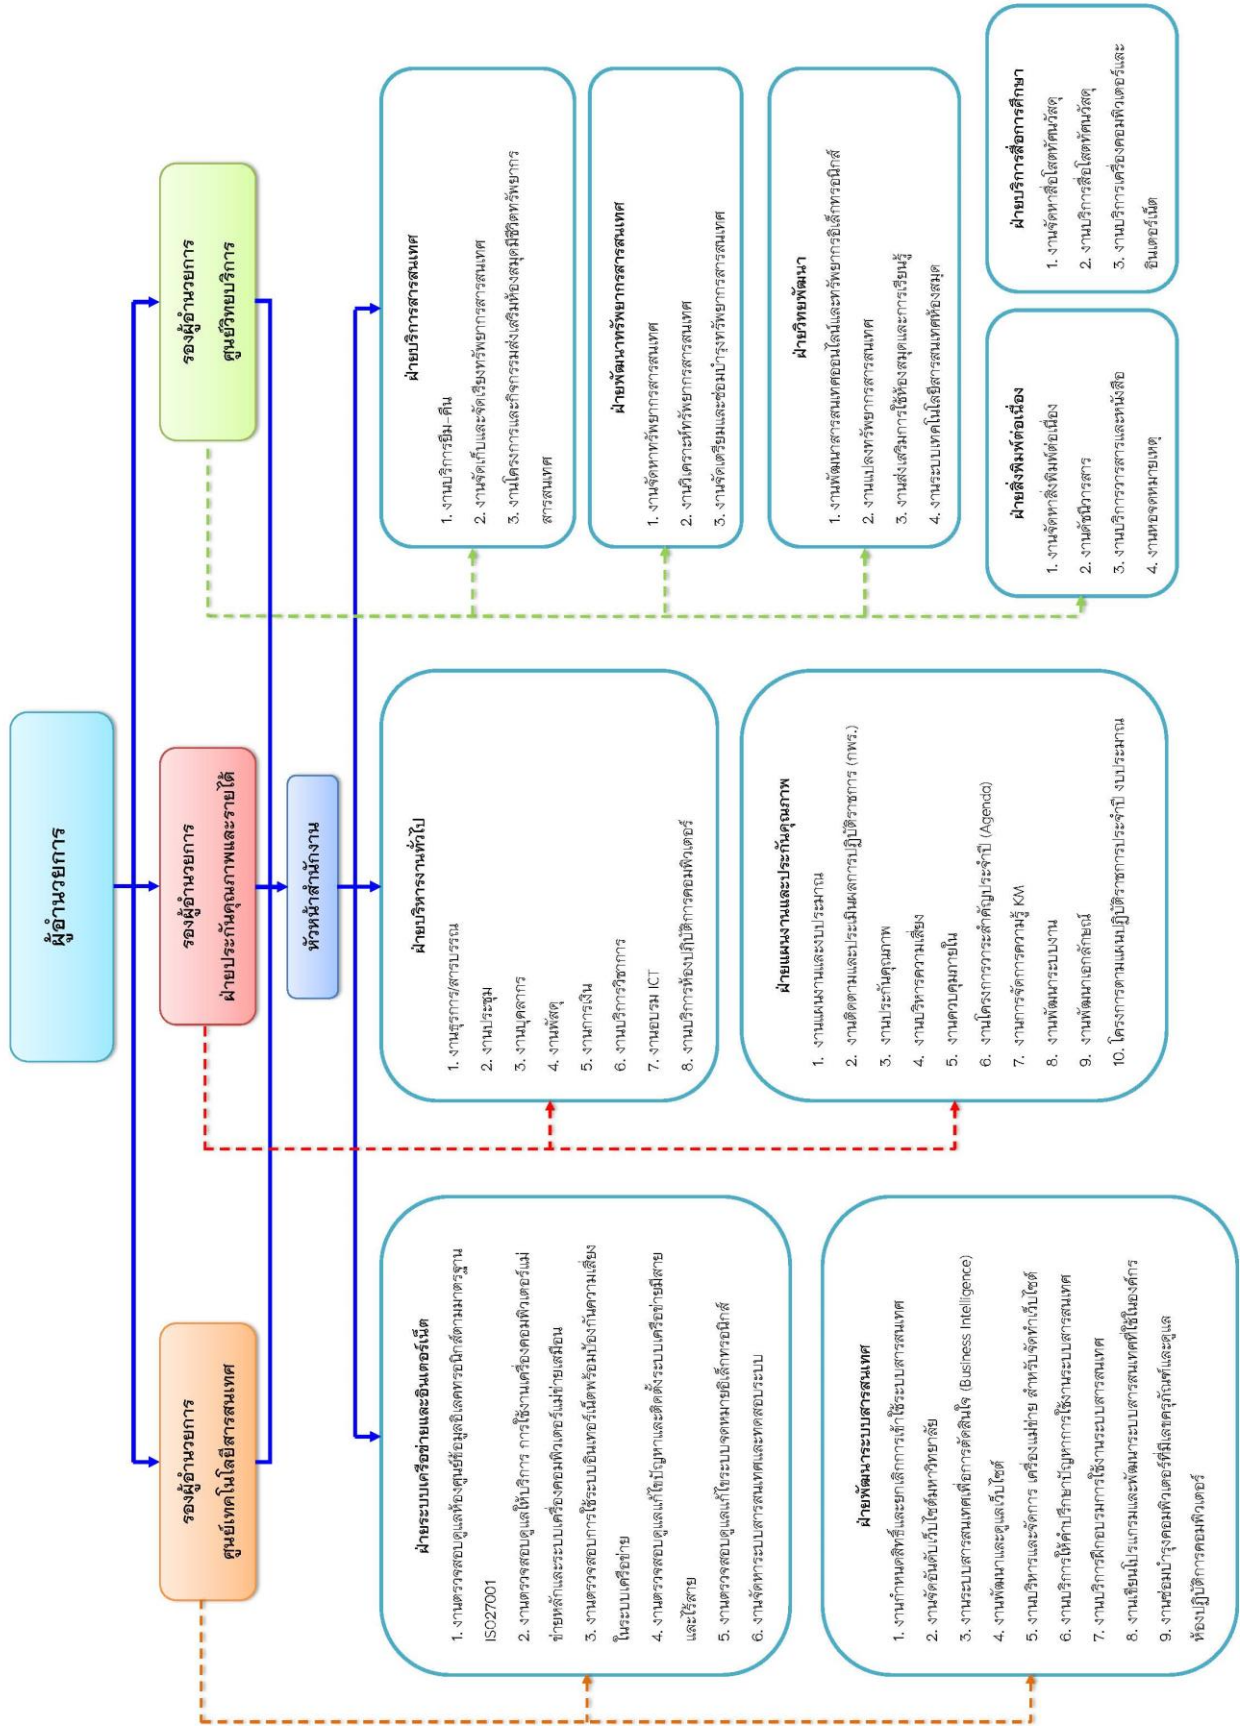 ผู้อำนวยการ
รองผู้อำนวยการ
ศูนย์เทคโนโลยีสารสนเทศ
รองผู้อำนวยการ
ฝ่ายประกันคุณภาพและรายได้
รองผู้อำนวยการ
ศูนย์วิทยบริการ
หัวหน้าสำนักงาน
ฝ่ายระบบเครือข่ายและอินเตอร์เน็ต
1. งานตรวจสอบดูแลห้องศูนย์ข้อมูลอิเลคทรอนิกส์ตามมาตรฐาน
ISO27001
2. งานตรวจสอบดูแลให้บริการ การใช้งานเครื่องคอมพิวเตอร์แม่
ข่ายหลักและระบบเครื่องคอมพิวเตอร์แม่ข่ายเสมือน
3. งานตรวจสอบการใช้ระบบอินเทอร์เน็ตพร้อมป้องกันความเสี่ยง
ในระบบเครือข่าย
4. งานตรวจสอบดูแลแก้ไขปัญหาและติดตั้งระบบเครือข่ายมีสาย
และไร้สาย
5. งานตรวจสอบดูแลแก้ไขระบบจดหมายอิเล็กทรอนิกส์
6. งานจัดหาระบบสารสนเทศและทดสอบระบบ
ฝ่ายพัฒนาระบบสารสนเทศ
1. งานกำหนดสิทธิ์และยกเลิกการเข้าใช้ระบบสารสนเทศ
2. งานจัดอันดับเว็บไซต์มหาวิทยาลัย
3. งานระบบสารสนเทศเพื่อการตัดสินใจ (Business Intelligence)
4. งานพัฒนาและดูแลเว็บไซต์
5. งานบริหารและจัดการ เครื่องแม่ข่าย สำหรับจัดทำเว็บไซต์
6. งานบริการให้คำปรึกษาปัญหาการใช้งานระบบสารสนเทศ
7. งานบริการฝึกอบรมการใช้งานระบบสารสนเทศ
8. งานเขียนโปรแกรมและพัฒนาระบบสารสนเทศที่ใช้ในองค์กร
9. งานซ่อมบำรุงคอมพิวเตอร์ที่มีเลขครุภัณฑ์และดูแล
ห้องปฏิบัติการคอมพิวเตอร์
ฝ่ายบริหารงานทั่วไป
1. งานธุรการ/สารบรรณ
2. งานประชุม
3. งานบุคลากร
4. งานพัสดุ
5. งานการเงิน
6. งานบริการวิชาการ
7. งานอบรม ICT
8. งานบริการห้องปฏิบัติการคอมพิวเตอร์
ฝ่ายแผนงานและประกันคุณภาพ
1. งานแผนงานและงบประมาณ
2. งานติดตามและประเมินผลการปฏิบัติราชการ (กพร.)
3. งานประกันคุณภาพ
4. งานบริหารความเสี่ยง
5. งานควบคุมภายใน
6. งานโครงการวาระสำคัญประจำปี (Agenda)
7. งานการจัดการความรู้ KM
8. งานพัฒนาระบบงาน
9. งานพัฒนาเอกลักษณ์
10. โครงการตามแผนปฏิบัติราชการประจำปี งบประมาณ
ฝ่ายบริการสารสนเทศ
1. งานบริการยืม-คืน
2. งานจัดเก็บและจัดเรียงทรัพยากรสารสนเทศ
3. งานโครงการและกิจกรรมส่งเสริมห้องสมุดมีชีวิตทรัพยากร
สารสนเทศ
ฝ่ายพัฒนาทรัพยากรสารสนเทศ
1. งานจัดหาทรัพยากรสารสนเทศ
2. งานวิเคราะห์ทรัพยากรสารสนเทศ
3. งานจัดเตรียมและซ่อมบำรุงทรัพยากรสารสนเทศ
ฝ่ายวิทยพัฒนา
1. งานพัฒนาสารสนเทศออนไลน์และทรัพยากรอิเล็กทรอนิกส์
2. งานแปลงทรัพยากรสารสนเทศ
3. งานส่งเสริมการใช้ห้องสมุดและการเรียนรู้
4. งานระบบเทคโนโลยีสารสนเทศห้องสมุด
ฝ่ายสิ่งพิมพ์ต่อเนื่อง
1. งานจัดหาสิ่งพิมพ์ต่อเนื่อง
2. งานดัชนีวารสาร
3. งานบริการวารสารและหนังสือ
4. งานหอจดหมายเหตุ
ฝ่ายบริการสื่อการศึกษา
1. งานจัดหาสื่อโสตทัศนวัสดุ
2. งานบริการสื่อโสตทัศนวัสดุ
3. งานบริการเครื่องคอมพิวเตอร์และ
อินเตอร์เน็ต